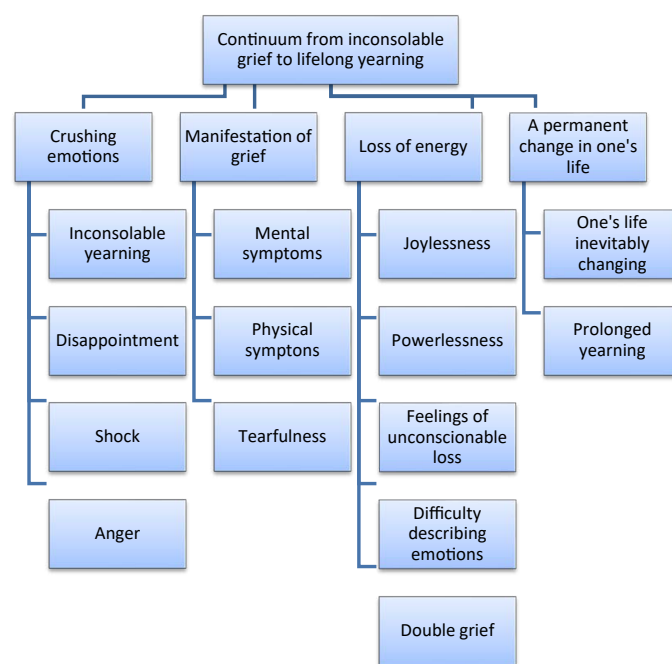 Continuum from inconsolable
grief to lifelong yearning
Crushing
emotions
Inconsolable
yearning
Disappointment
Shock
Anger
Manifestation of
grief
Mental
symptoms
Physical
symptons
Tearfulness
Loss of energy
Joylessness
Powerlessness
Feelings of
unconscionable
loss
Difficulty
describing
emotions
Double grief
A permanent
change in one's
life
One's life
inevitably
changing
Prolonged
yearning